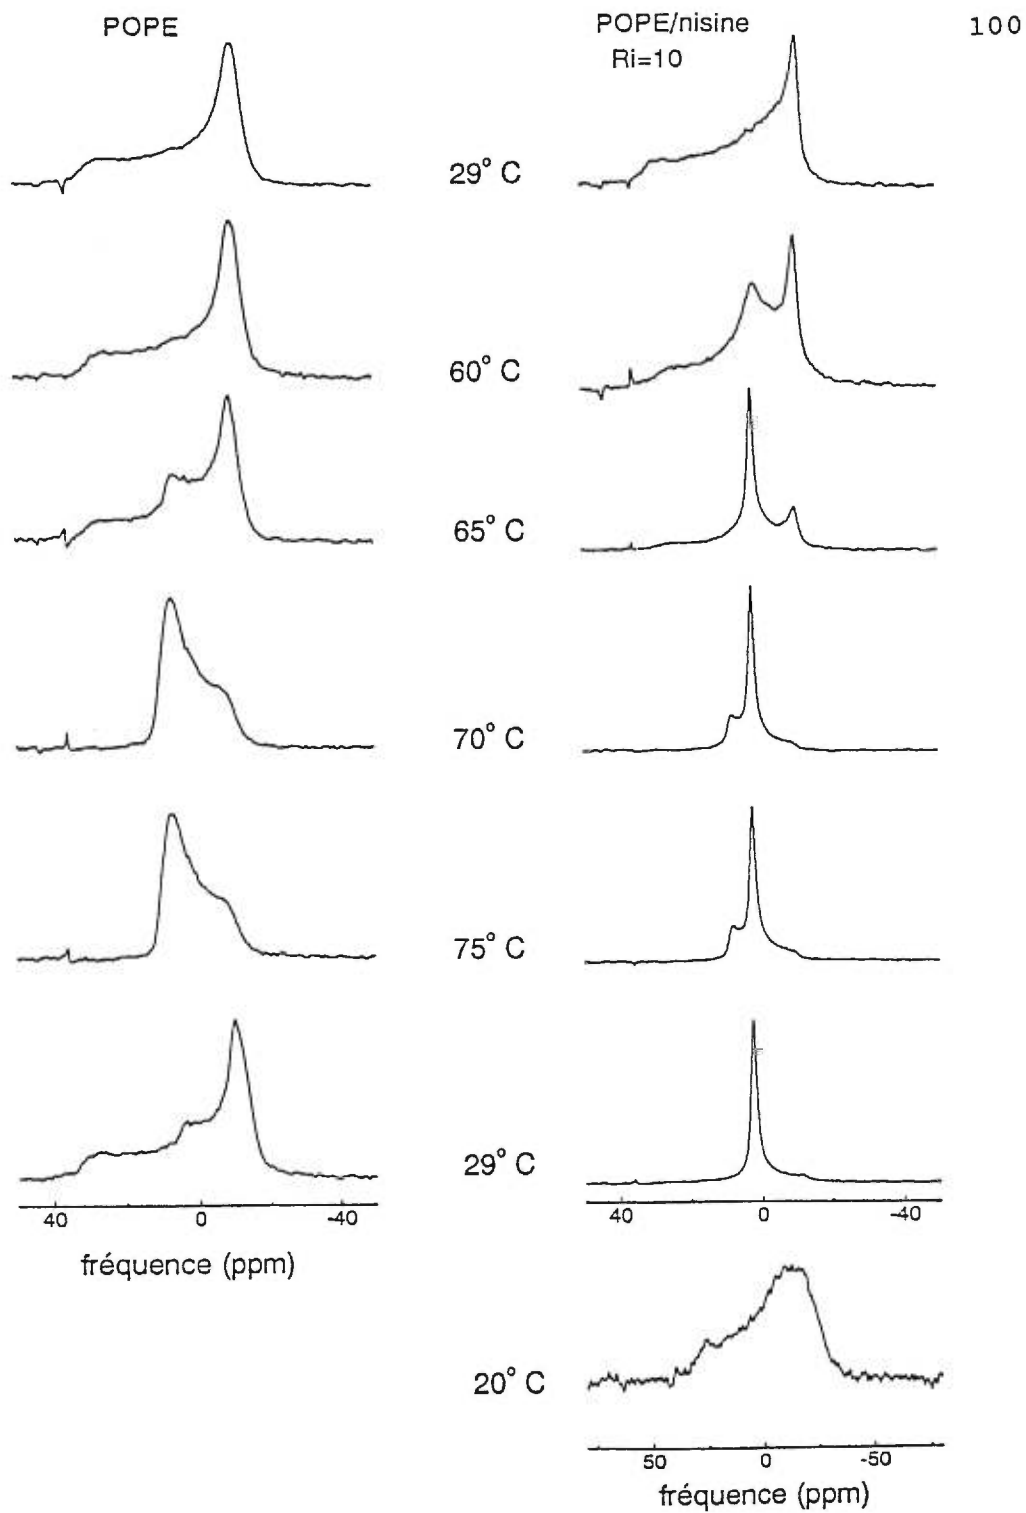 POPE
POPE/nisine
Ri=10
100
29° C
60° C
65° C
70° C
75° C
29° C
40 0 -40
fréquence (ppm)
40 0 -40
20° C
50 0 -50
fréquence (ppm)